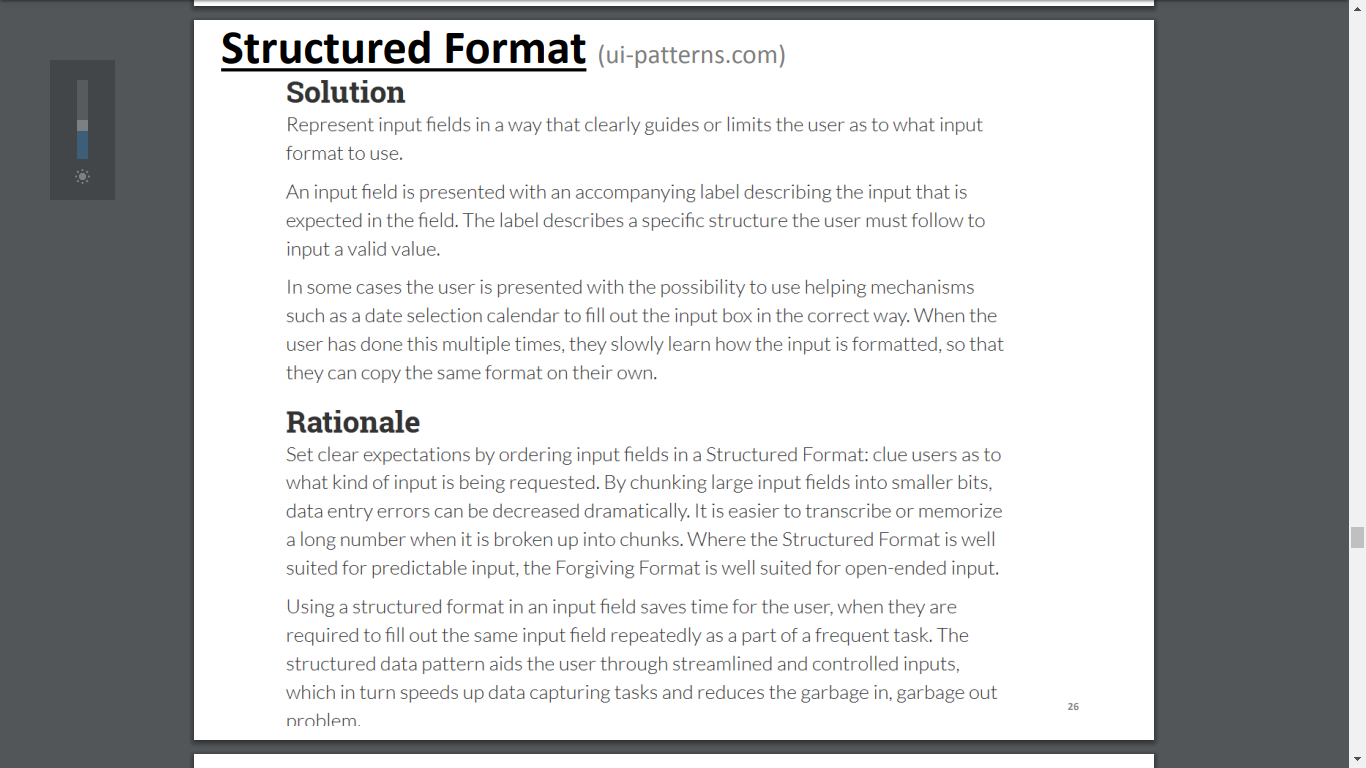 Structured Format (ui-patterns.com)
Solution
Represent input fields in a way that clearly guides or limits the user as to what input
format to use.
An input field is presented with an accompanying label describing the input that is
expected in the field. The label describes a specific structure the user must follow to
input a valid value.
In some cases the user is presented with the possibility to use helping mechanisms
such as a date selection calendar to fill out the input box in the correct way. When the
user has done this multiple times, they slowly learn how the input is formatted, so that
they can copy the same format on their own.
Rationale
Set clear expectations by ordering input fields in a Structured Format: clue users as to
what kind of input is being requested. By chunking large input fields into smaller bits,
data entry errors can be decreased dramatically. It is easier to transcribe or memorize
a long number when it is broken up into chunks. Where the Structured Format is well
suited for predictable input, the Forgiving Format is well suited for open-ended input.
Using a structured format in an input field saves time for the user, when they are
required to fill out the same input field repeatedly as a part of a frequent task. The
structured data pattern aids the user through streamlined and controlled inputs,
which in turn speeds up data capturing tasks and reduces the garbage in, garbage out
problem.
26